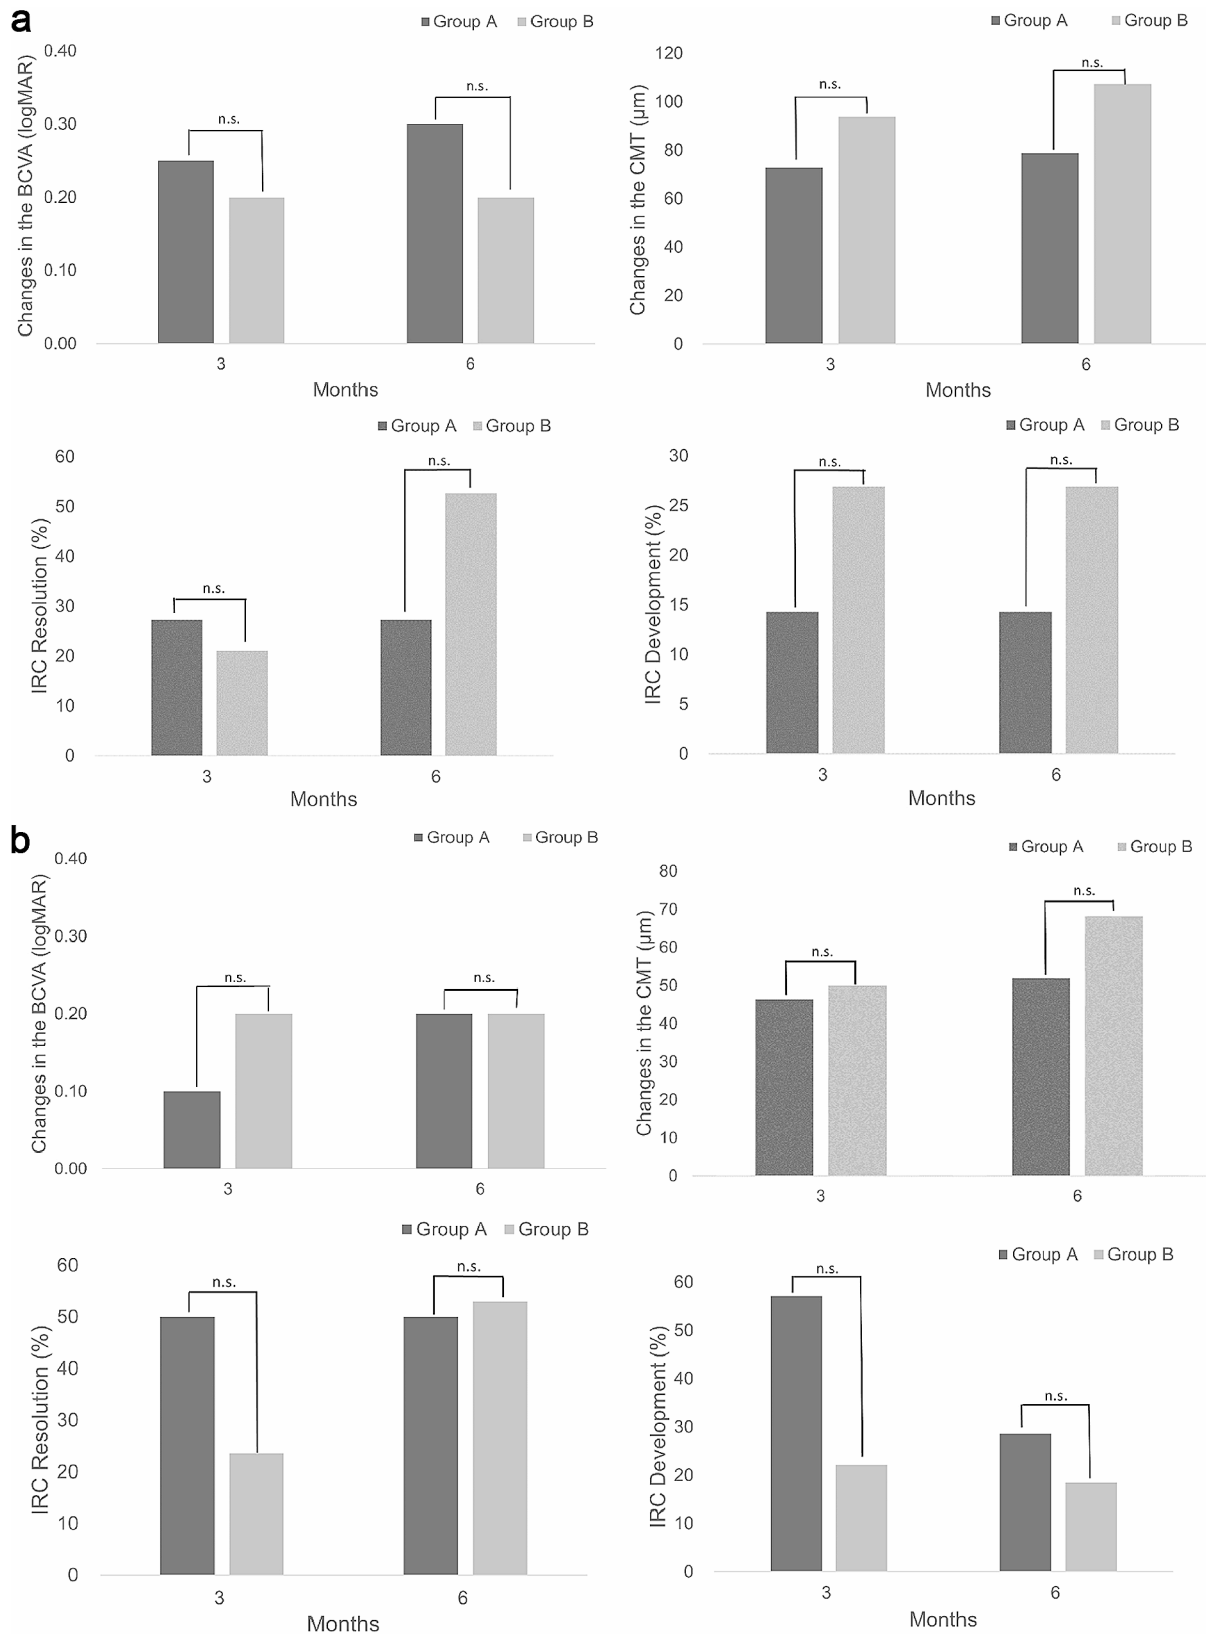 a
Group A Group B
Changes in the BCVA (logMAR)
0.40
0.30
0.20
0.10
0.00
n.s.
n.s.
3 6
Months
Group A Group B
Changes in the CMT (µm)
120
100
80
60
40
20
0
n.s.
n.s.
3 6
Months
Group A Group B
IRC Resolution (%)
60
50
40
30
20
10
0
n.s.
n.s.
3 6
Months
Group A Group B
IRC Development (%)
30
25
20
15
10
5
0
n.s.
n.s.
3 6
Months
b
Group A Group B
Changes in the BCVA (logMAR)
0.40
0.30
0.20
0.10
0.00
n.s.
n.s.
3 6
Group A Group B
Changes in the CMT (µm)
80
70
60
50
40
30
20
10
0
n.s.
n.s.
3 6
Group A Group B
IRC Resolution (%)
60
50
40
30
20
10
0
n.s.
n.s.
3 6
Months
Group A Group B
IRC Development (%)
60
50
40
30
20
10
0
n.s.
n.s.
3 6
Months